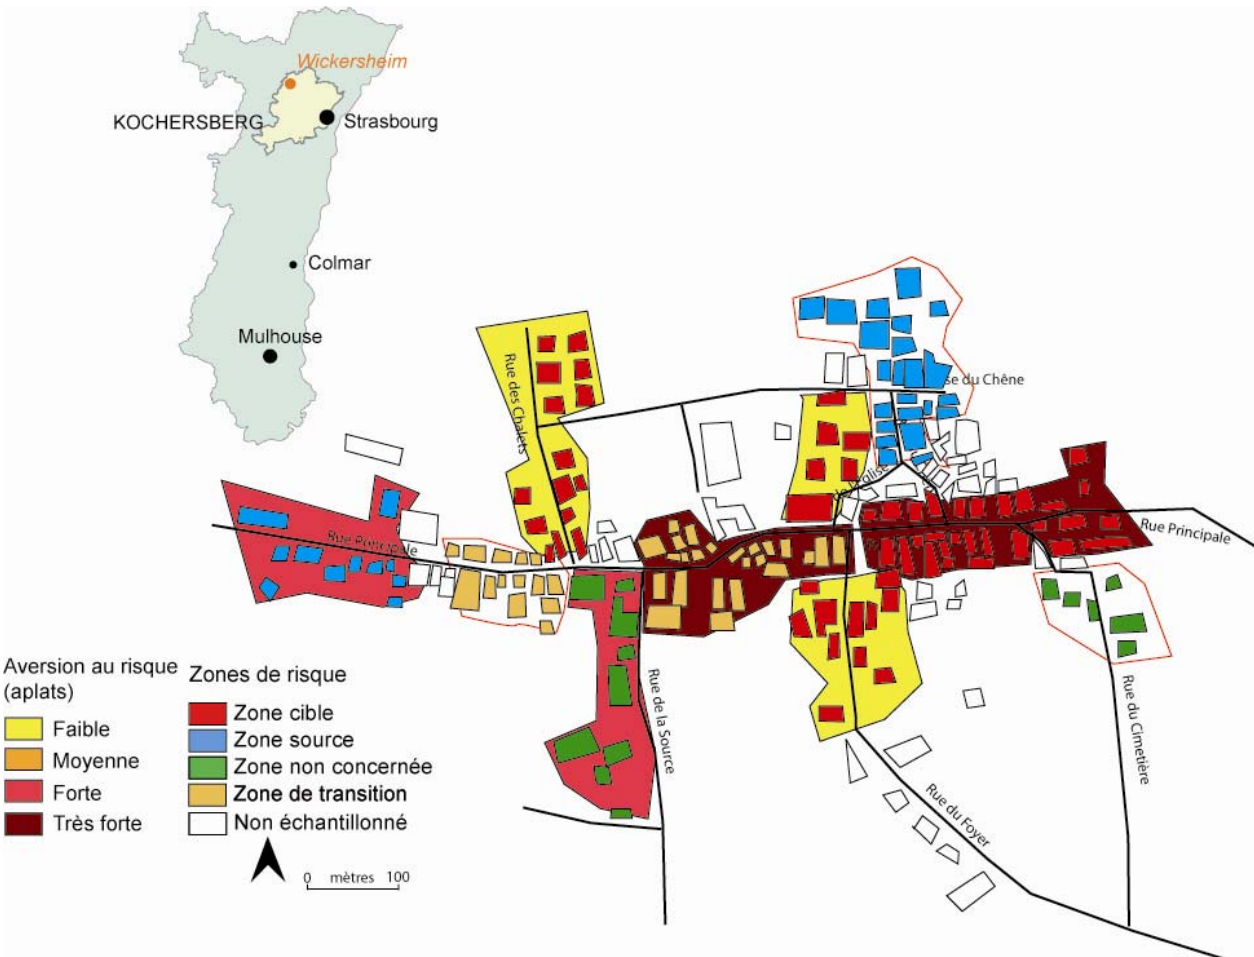 Wickersheim
KOCHERSBERG
Strasbourg
Colmar
Mulhouse
Rue des Chalets
se du Chêne
de l'Eglise
Rue Principale
Rue Principale
Rue de la Source
Rue du Cimetière
Rue du Foyer
Aversion au risque
(aplats)
Faible
Moyenne
Forte
Très forte
Zones de risque
Zone cible
Zone source
Zone non concernée
Zone de transition
Non échantillonné
0 mètres 100